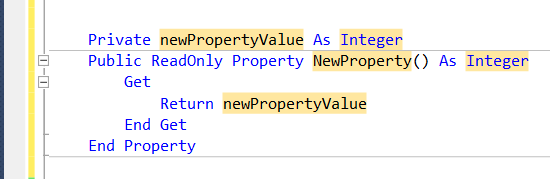 Private newPropertyValue As Integer
Public ReadOnly Property NewProperty() As Integer
Get
Return newPropertyValue
End Get
End Property